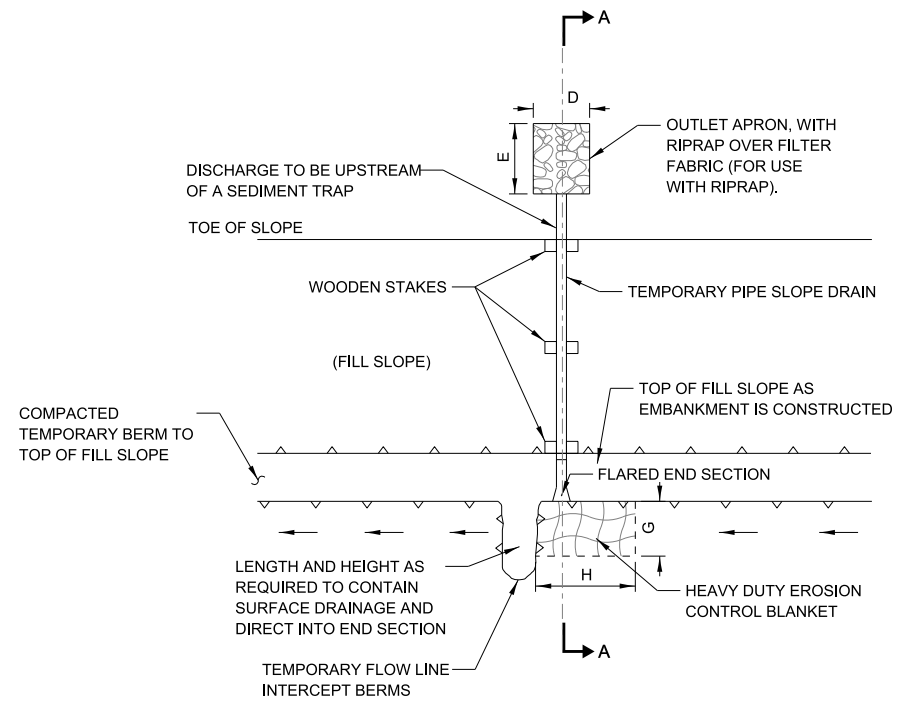 A
D
E
OUTLET APRON, WITH
RIPRAP OVER FILTER
FABRIC (FOR USE
WITH RIPRAP).
DISCHARGE TO BE UPSTREAM
OF A SEDIMENT TRAP
TOE OF SLOPE
WOODEN STAKES
TEMPORARY PIPE SLOPE DRAIN
(FILL SLOPE)
TOP OF FILL SLOPE AS
EMBANKMENT IS CONSTRUCTED
COMPACTED
TEMPORARY BERM TO
TOP OF FILL SLOPE
FLARED END SECTION
G
H
LENGTH AND HEIGHT AS
REQUIRED TO CONTAIN
SURFACE DRAINAGE AND
DIRECT INTO END SECTION
HEAVY DUTY EROSION
CONTROL BLANKET
A
TEMPORARY FLOW LINE
INTERCEPT BERMS